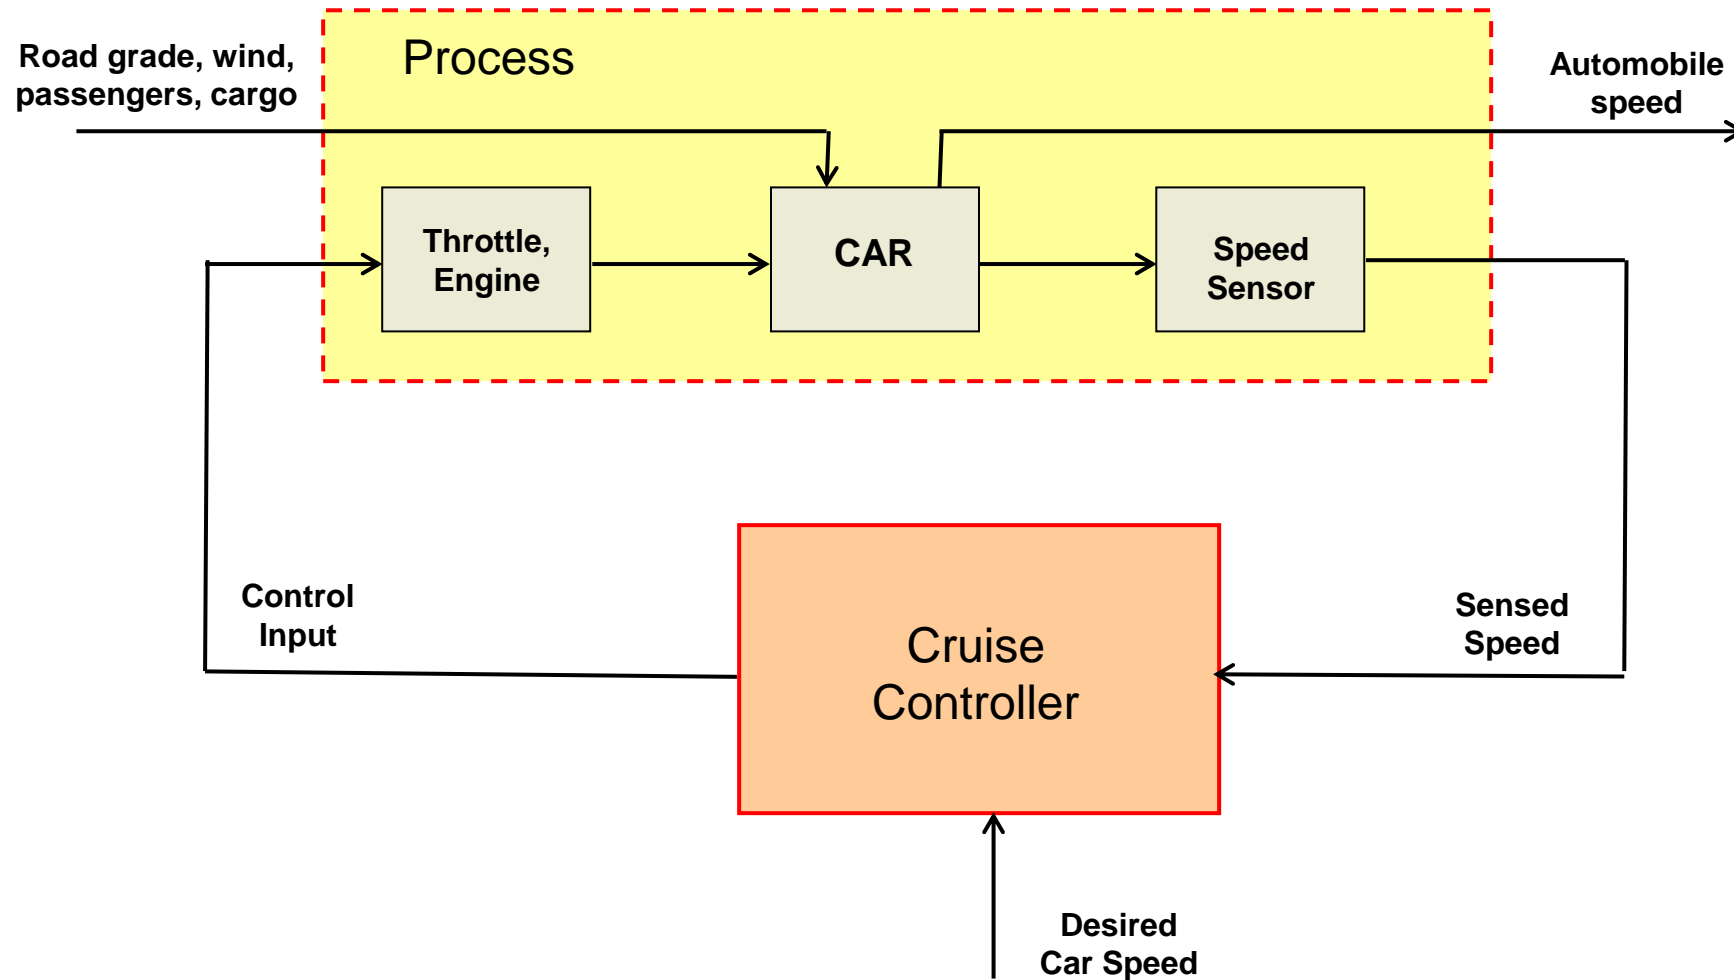 Process
Road grade, wind,
passengers, cargo
Automobile
speed
Throttle,
Engine
CAR
Speed
Sensor
Control
Input
Cruise
Controller
Sensed
Speed
Desired
Car Speed